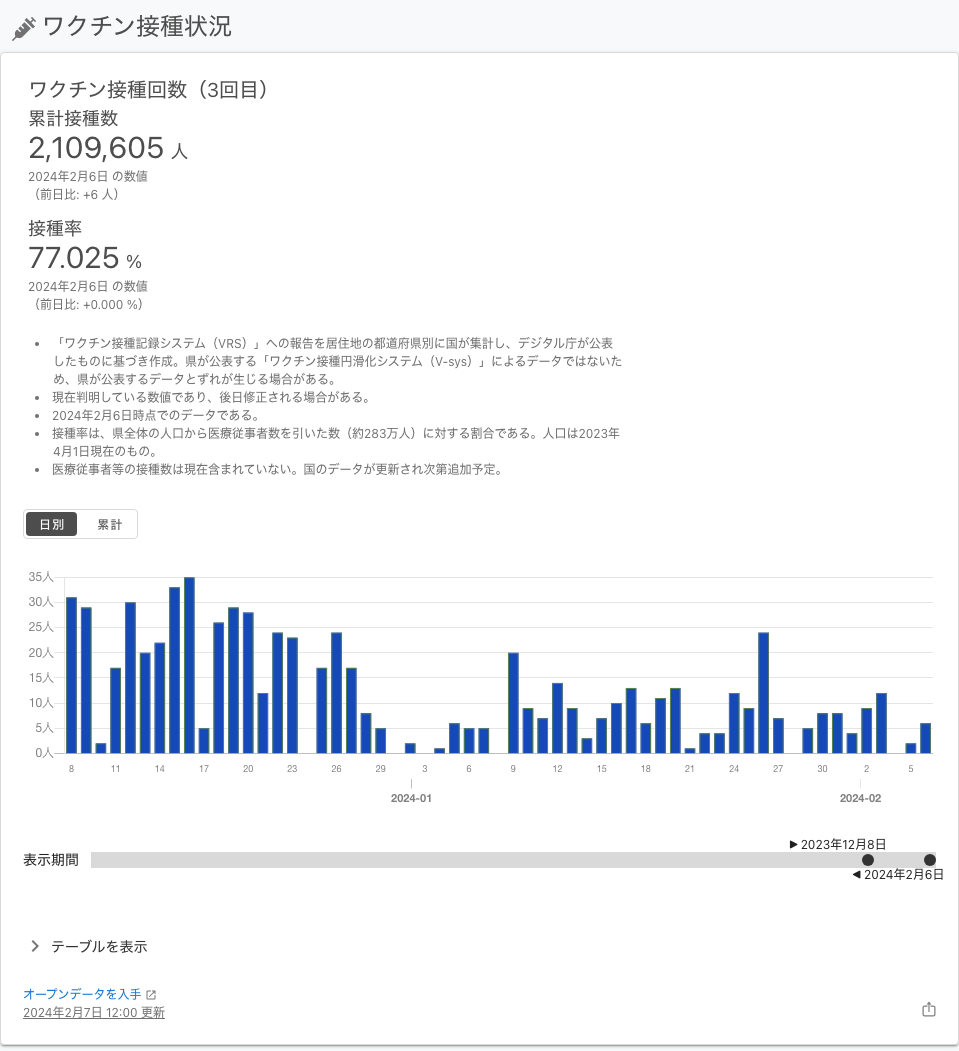 ワクチン接種状況
ワクチン接種回数（3回目）
累計接種数
2,109,605 人
2024年2月6日 の数値
（前日比: +6 人）
接種率
77.025 %
2024年2月6日 の数値
（前日比: +0.000 %）
• 「ワクチン接種記録システム（VRS）」への報告を居住地の都道府県別に国が集計し、デジタル庁が公表
したものに基づき作成。県が公表する「ワクチン接種円滑化システム（V-sys）」によるデータではないた
め、県が公表するデータとずれが生じる場合がある。
• 現在判明している数値であり、後日修正される場合がある。
• 2024年2月6日時点でのデータである。
• 接種率は、県全体の人口から医療従事者数を引いた数（約283万人）に対する割合である。人口は2023年
4月1日現在のもの。
• 医療従事者等の接種数は現在含まれていない。国のデータが更新され次第追加予定。
日別 累計
35人
30人
25人
20人
15人
10人
5人
0人
8 11 14 17 20 23 26 29 3 6 9 12 15 18 21 24 27 30 2 5
2024-01 2024-02
▶ 2023年12月8日
表示期間
◀ 2024年2月6日
テーブルを表示
オープンデータを入手
2024年2月7日 12:00 更新